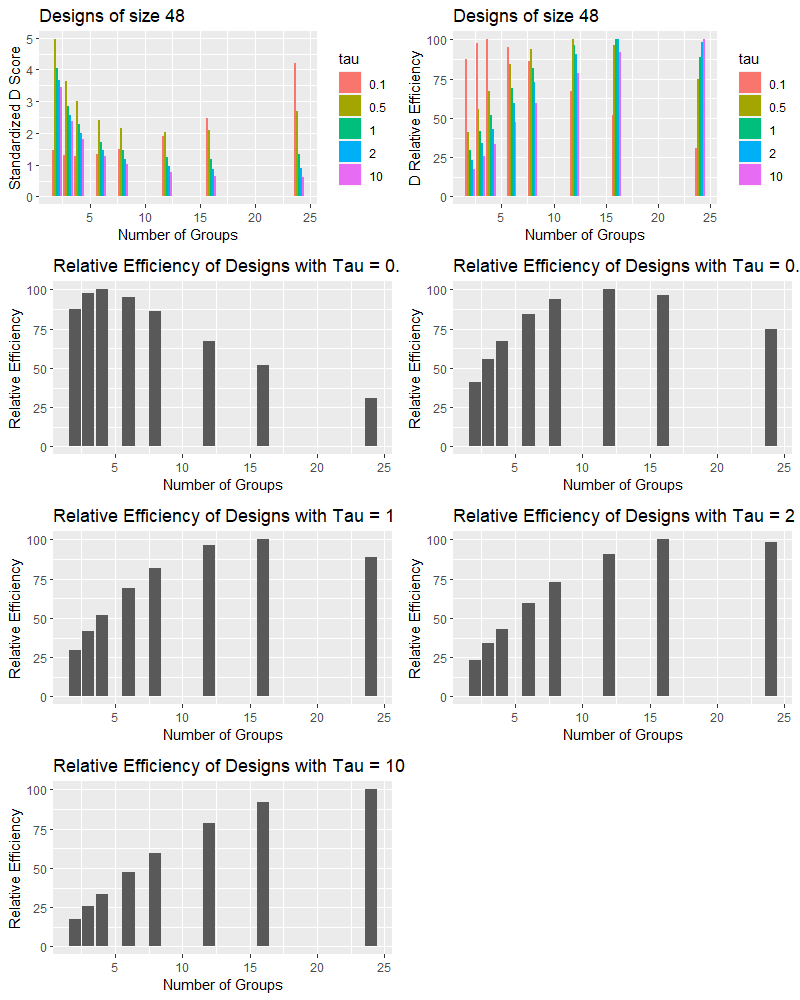 Designs of size 48
Standardized D Score
5
4
3
2
1
0
5 10 15 20 25
Number of Groups
tau
0.1
0.5
1
2
10
Designs of size 48
D Relative Efficiency
100
75
50
25
0
5 10 15 20 25
Number of Groups
tau
0.1
0.5
1
2
10
Relative Efficiency of Designs with Tau = 0.
Relative Efficiency
100
75
50
25
0
5 10 15 20 25
Number of Groups
Relative Efficiency of Designs with Tau = 0.
Relative Efficiency
100
75
50
25
0
5 10 15 20 25
Number of Groups
Relative Efficiency of Designs with Tau = 1
Relative Efficiency
100
75
50
25
0
5 10 15 20 25
Number of Groups
Relative Efficiency of Designs with Tau = 2
Relative Efficiency
100
75
50
25
0
5 10 15 20 25
Number of Groups
Relative Efficiency of Designs with Tau = 10
Relative Efficiency
100
75
50
25
0
5 10 15 20 25
Number of Groups